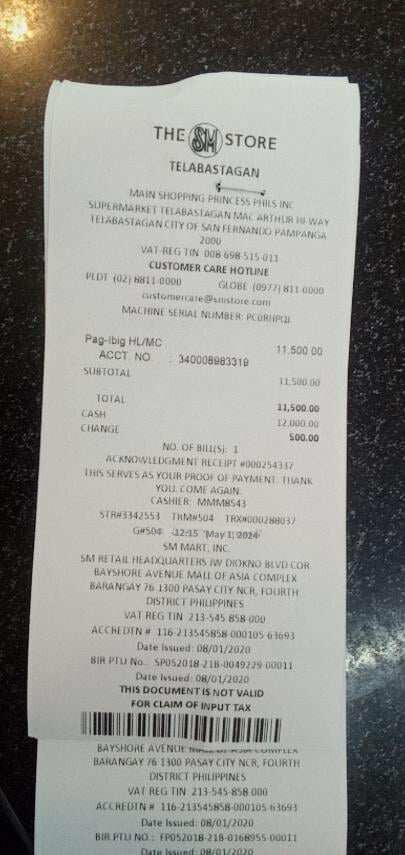 THE SM STORE
TELABASTAGAN
MAIN SHOPPING PRINCESS PHILS INC
SUPERMARKET TELABASTAGAN MAC ARTHUR HI-WAY
TELABASTAGAN CITY OF SAN FERNANDO PAMPANGA
2000
VAT-REG TIN 008-698-515-011
CUSTOMER CARE HOTLINE
PLDT (02) 8811-0000 GLOBE (0977) 811-0000
customercare@smstore.com
MACHINE SERIAL NUMBER:
Pag-ibig HL/MC 11,500.00
ACCT. NO. : 340008983319
SUBTOTAL 11,500.00
TOTAL 11,500.00
CASH 12,000.00
CHANGE 500.00
NO. OF BILL(S): 1
ACKNOWLEDGMENT RECEIPT #000254337
THIS SERVES AS YOUR PROOF OF PAYMENT. THANK
YOU. COME AGAIN.
CASHIER: MMM8543
STR#3342553 TRM#504 TRX#000288037
G#504 -12:15 May 1, 2024
SM MART, INC.
SM RETAIL HEADQUARTERS JW DIOKNO BLVD COR.
BAYSHORE AVENUE MALL OF ASIA COMPLEX
BARANGAY 76 1300 PASAY CITY NCR, FOURTH
DISTRICT PHILIPPINES
VAT REG TIN 213-545-858-000
ACCREDTN # 116-213545858-000105 63693
Date Issued: 08/01/2020
BIR PTU No.: SP052018-218-0049229-00011
Date Issued: 08/01/2020
THIS DOCUMENT IS NOT VALID
FOR CLAIM OF INPUT TAX
BAYSHORE AVENUE MALL OF ASIA COMPLEX
BARANGAY 76 1300 PASAY CITY NCR, FOURTH
DISTRICT PHILIPPINES
VAT REG TIN 213-545-858-000
ACCREDTN # 116-213545858-000105 63693
Date Issued: 08/01/2020
BIR PTU NO.: FP052018-218-0168955-00011
Date Issued: 08/01/2020